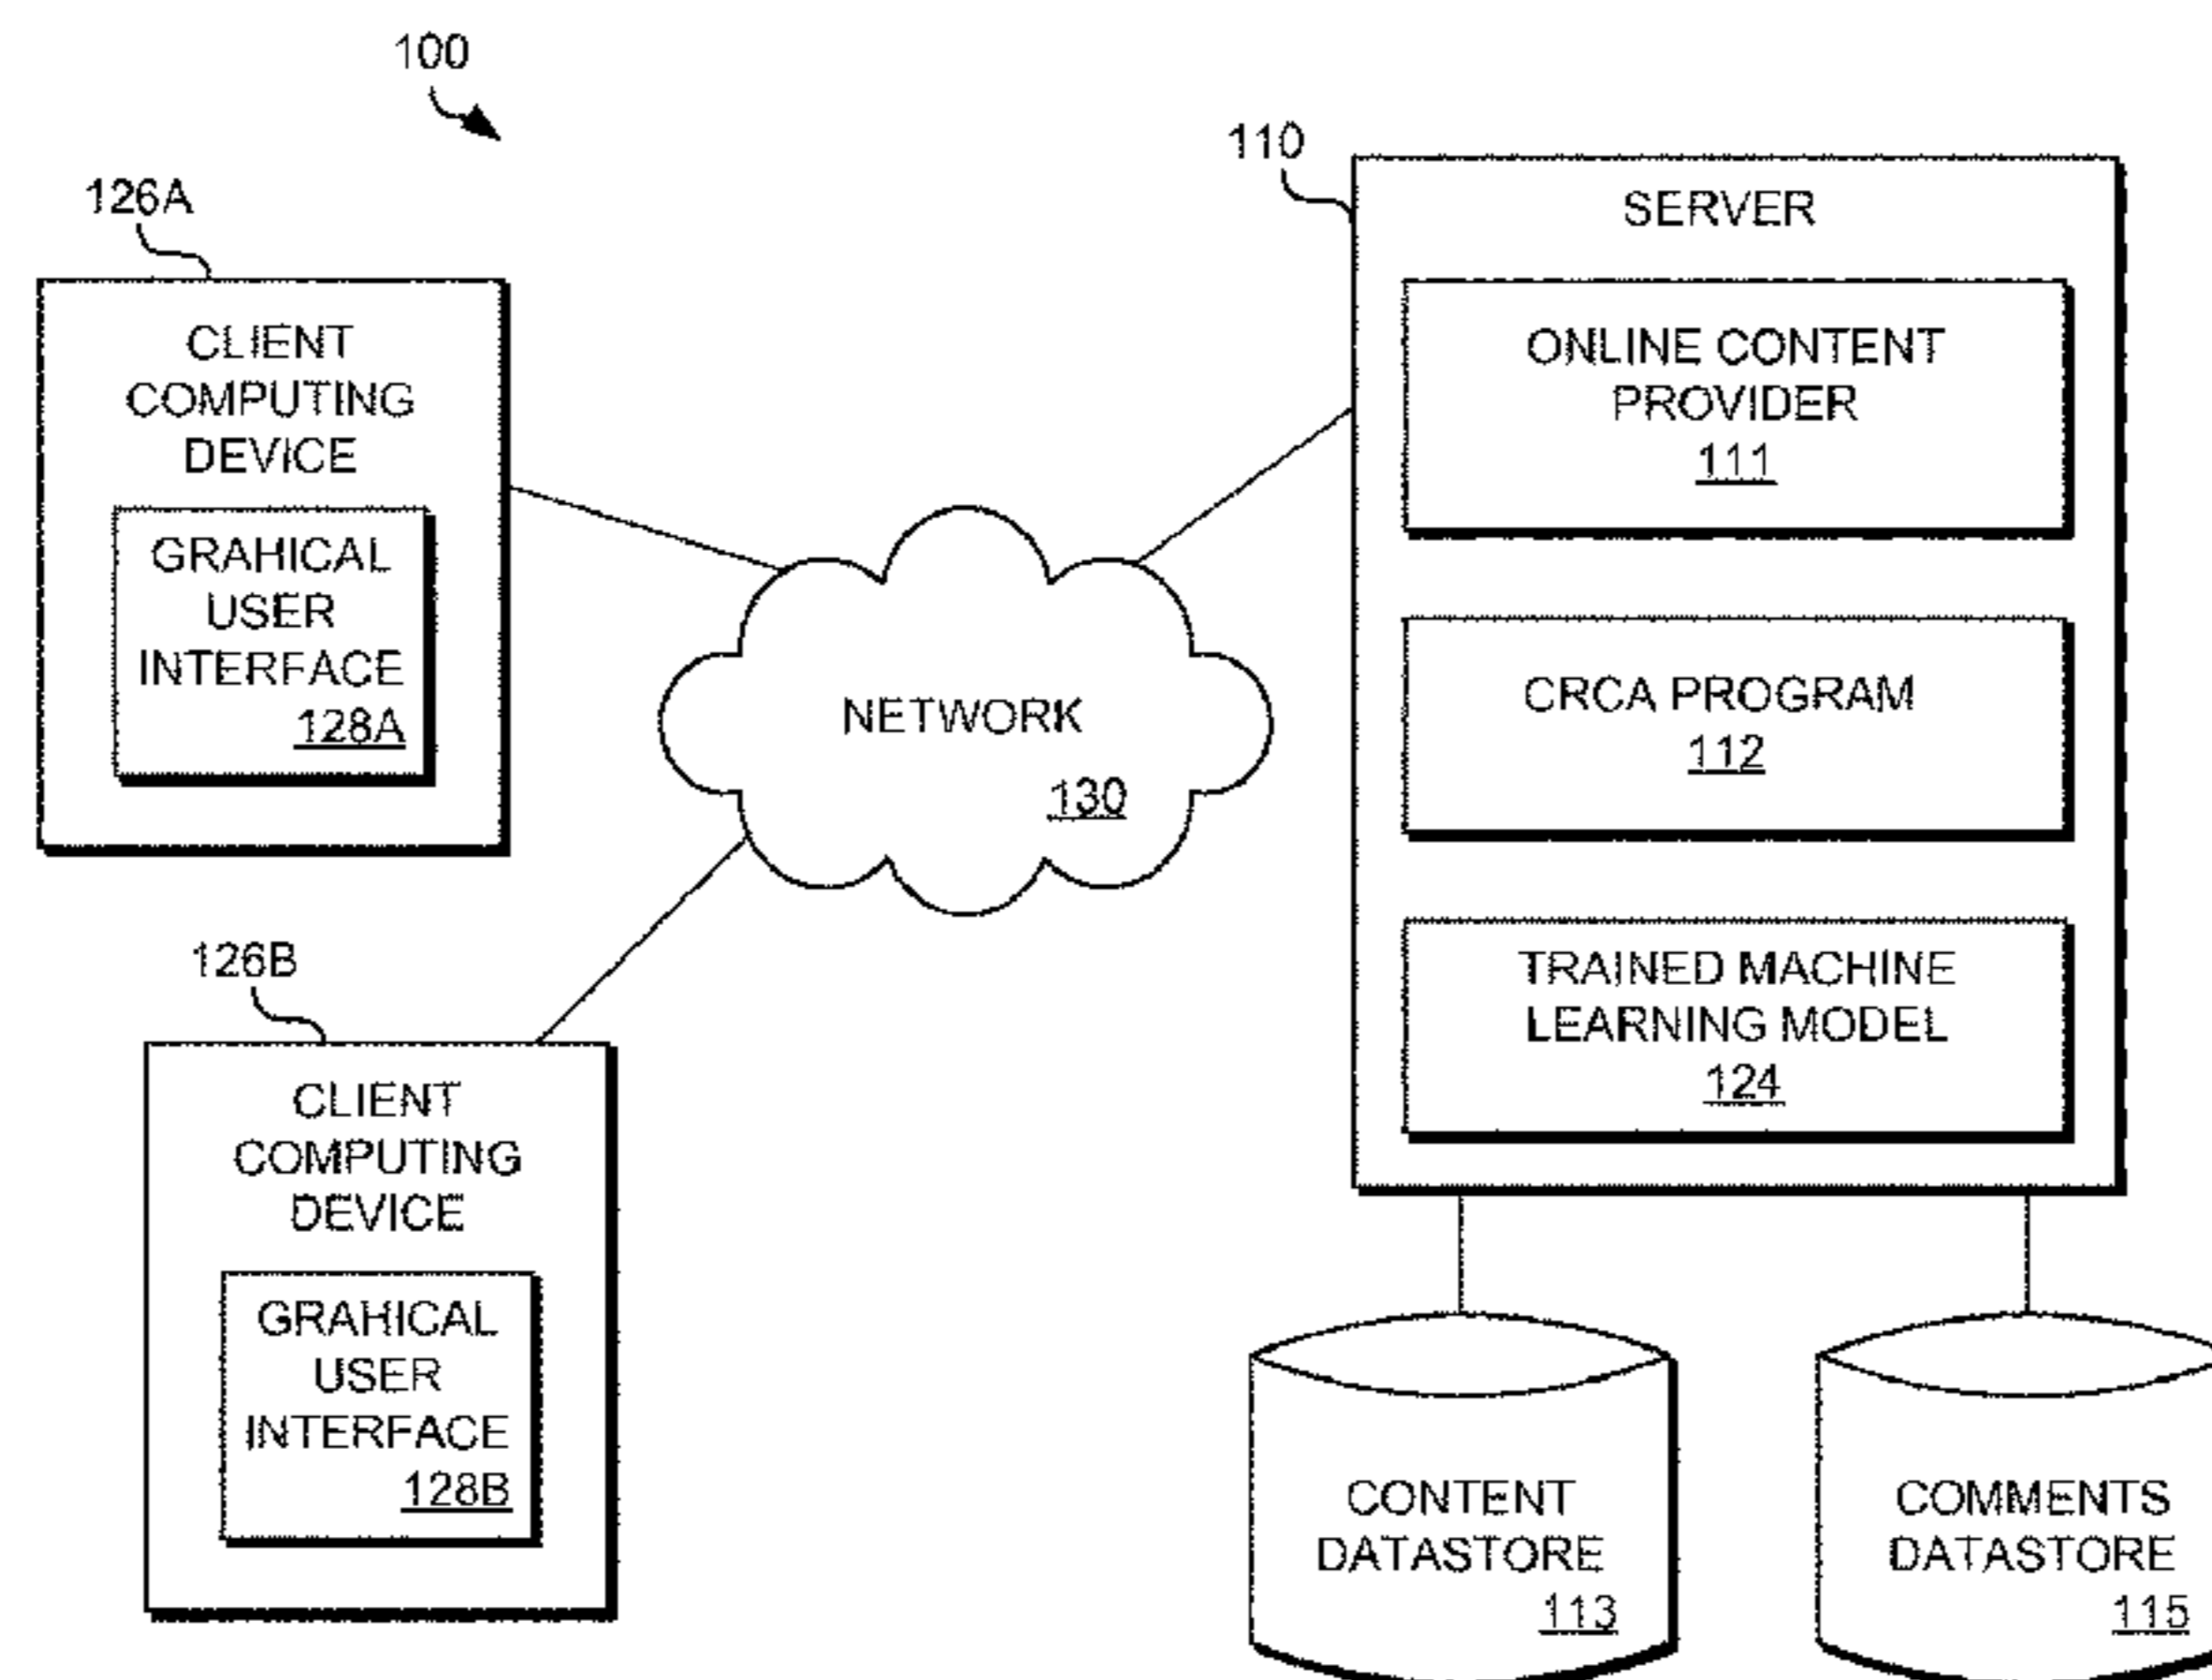 100
126A
CLIENT
COMPUTING
DEVICE
GRAHICAL
USER
INTERFACE
128A
126B
CLIENT
COMPUTING
DEVICE
GRAHICAL
USER
INTERFACE
128B
NETWORK
130
110
SERVER
ONLINE CONTENT
PROVIDER
111
CRCA PROGRAM
112
TRAINED MACHINE
LEARNING MODEL
124
CONTENT
DATASTORE
113
COMMENTS
DATASTORE
115